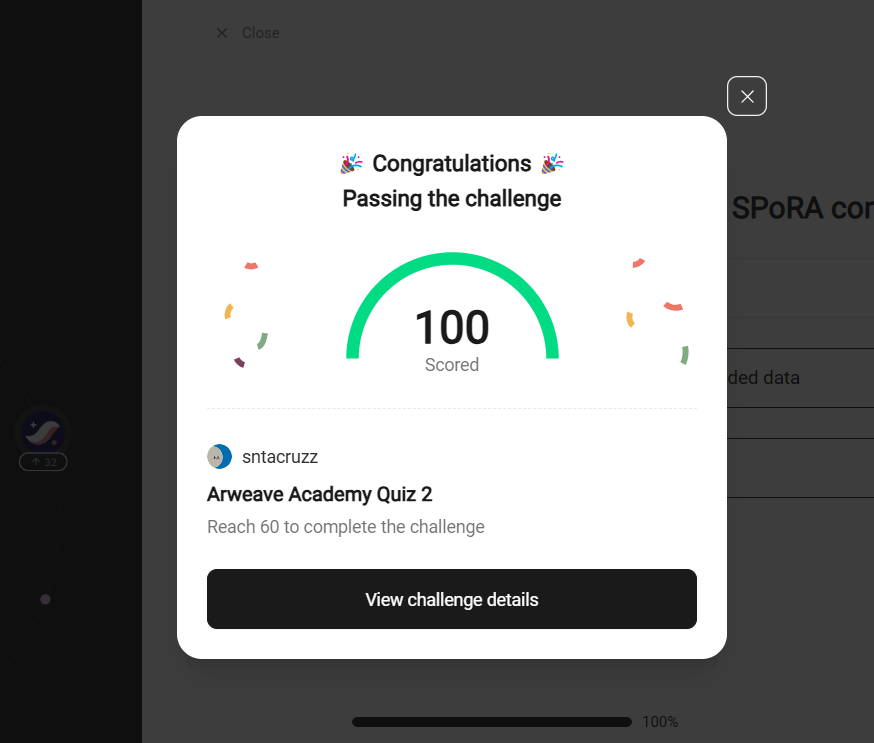 Close
Congratulations
Passing the challenge
SPoRA
100
Scored
ded data
32
sntacruzz
Arweave Academy Quiz 2
Reach 60 to complete the challenge
View challenge details
100%